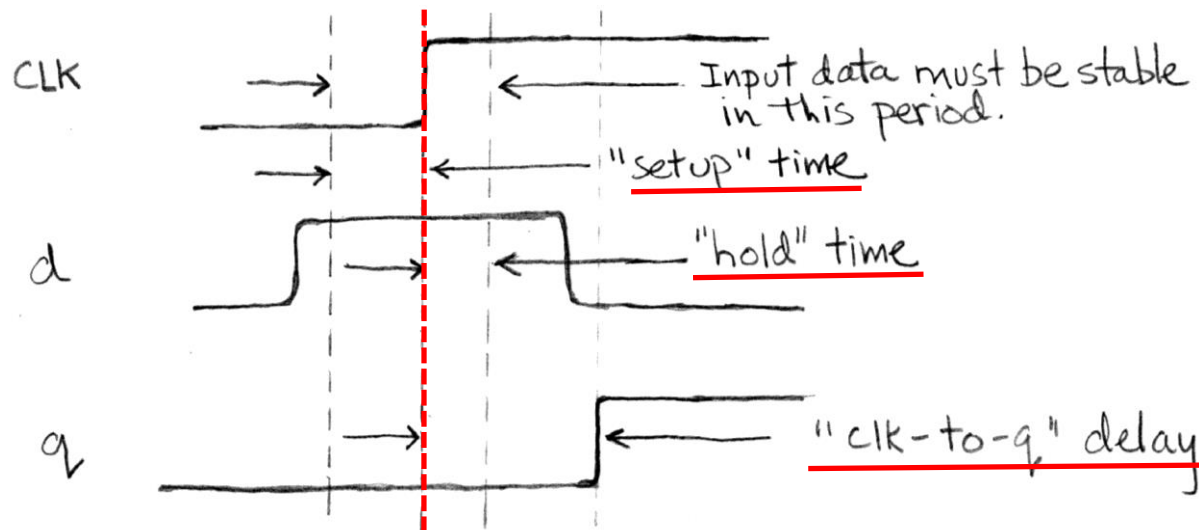 CLK
Input data must be stable
in this period.
"setup" time
d
"hold" time
q
"clk-to-q" delay